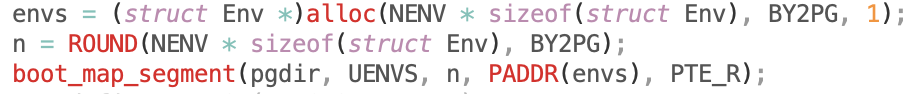 envs = (struct Env *)alloc(NENV * sizeof(struct Env), BY2PG, 1);
n = ROUND(NENV * sizeof(struct Env), BY2PG);
boot_map_segment(pgdir, UENVS, n, PADDR(envs), PTE_R);